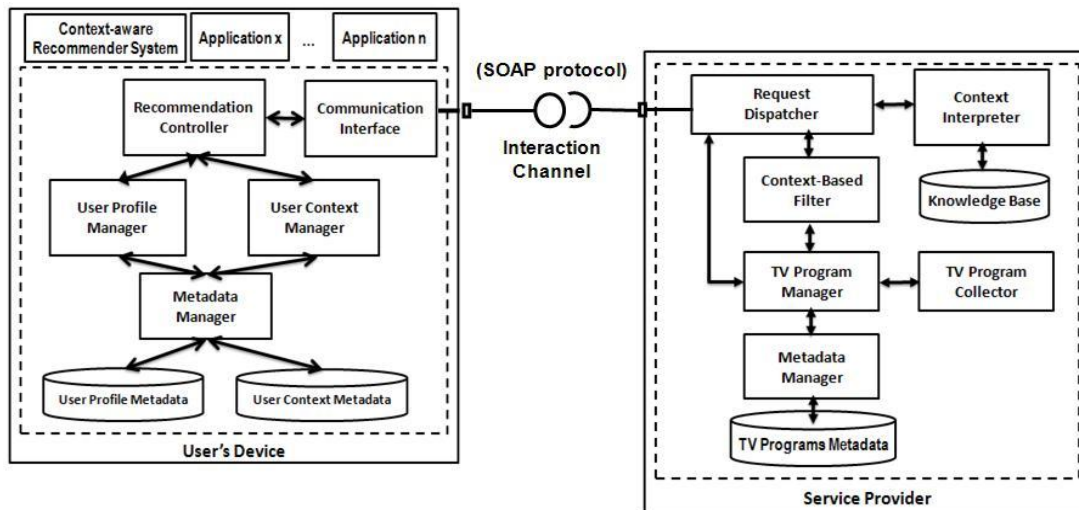 Context-aware
Recommender System
Application x
...
Application n
Recommendation
Controller
Communication
Interface
User Profile
Manager
User Context
Manager
Metadata
Manager
User Profile Metadata
User Context Metadata
User's Device
(SOAP protocol)
Interaction
Channel
Request
Dispatcher
Context
Interpreter
Context-Based
Filter
Knowledge Base
TV Program
Manager
TV Program
Collector
Metadada
Manager
TV Programs Metadata
Service Provider